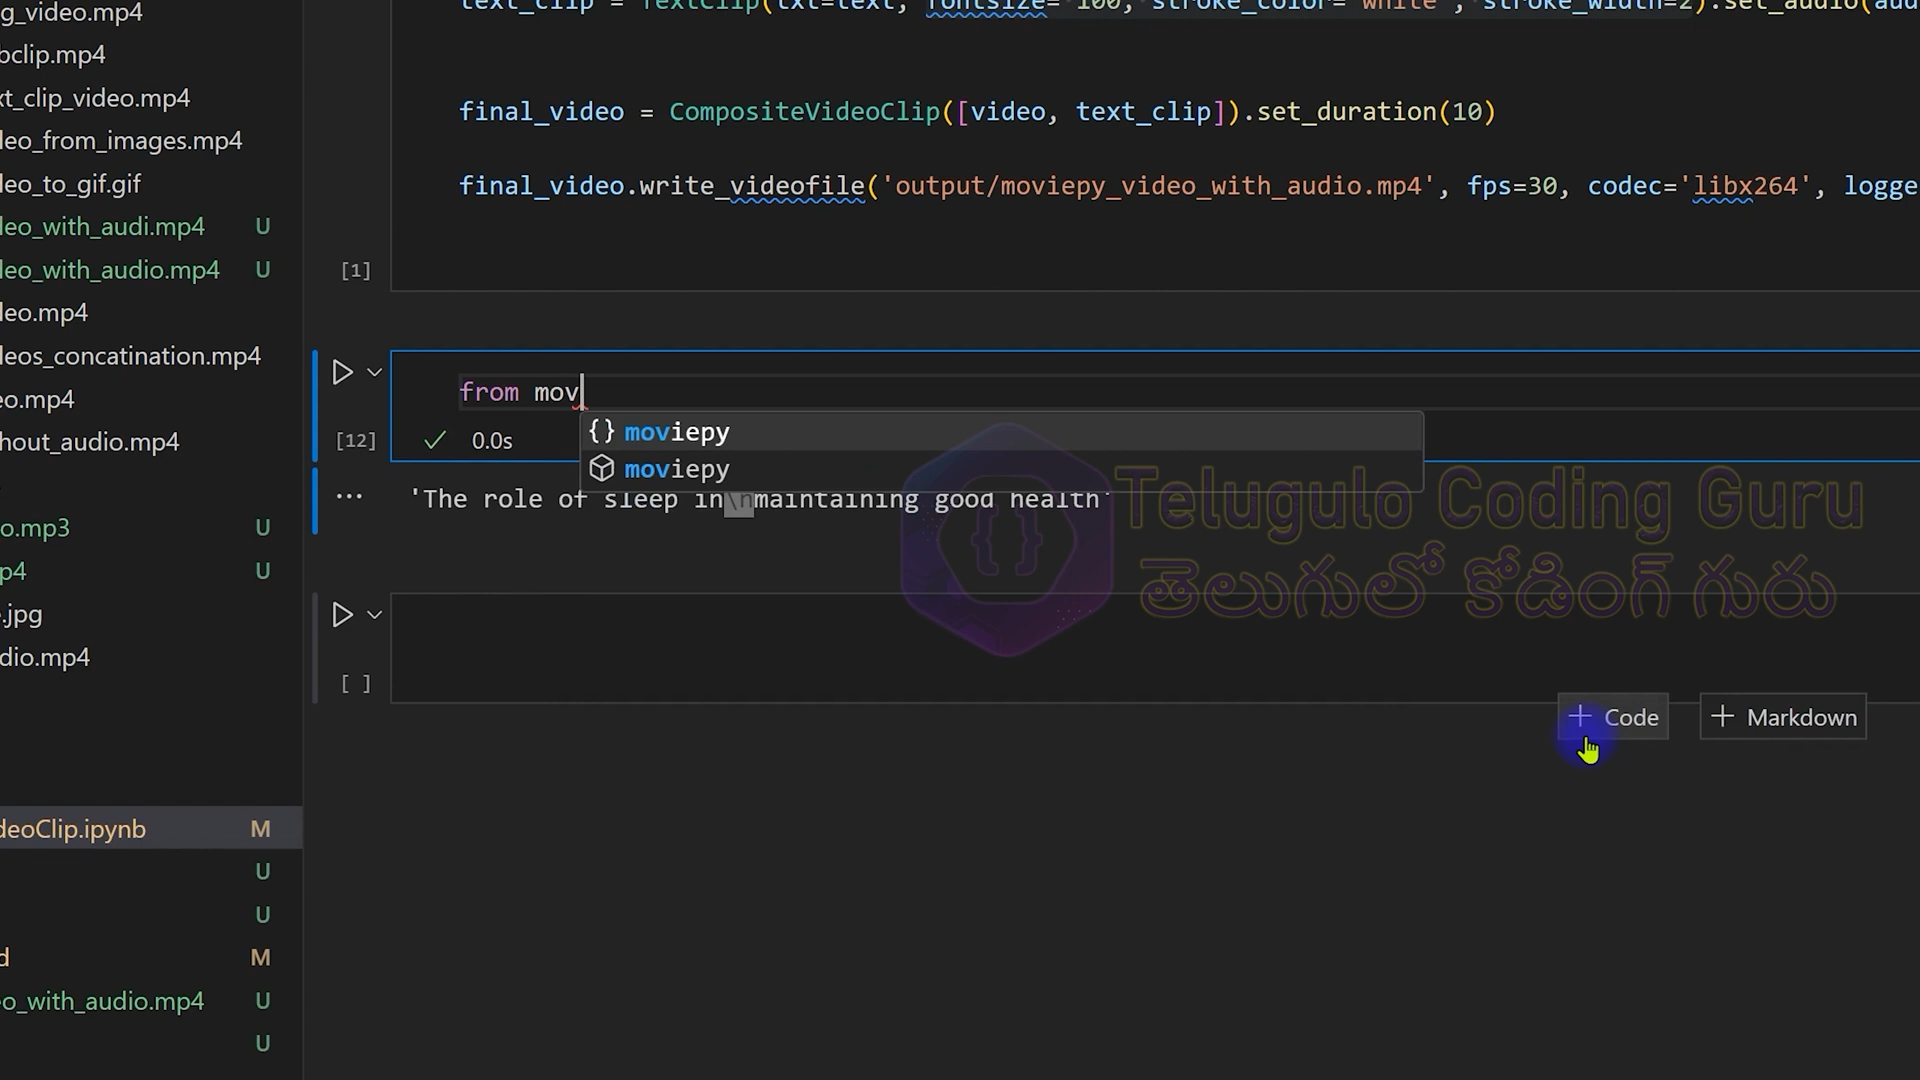 g_video.mp4
bclip.mp4
xt_clip_video.mp4
leo_from_images.mp4
leo_to_gif.gif
leo_with_audi.mp4 U
leo_with_audio.mp4 U
leo.mp4
leos_concatination.mp4
eo.mp4
hout_audio.mp4
o.mp3 U
p4 U
.jpg
dio.mp4
deoClip.ipynb M
U
U
d M
o_with_audio.mp4 U
U
text_clip = TextClip(txt=text, fontsize= 100, stroke_color='white', stroke_width=2).set_audio(aud
final_video = CompositeVideoClip([video, text_clip]).set_duration(10)
final_video.write_videofile('output/moviepy_video_with_audio.mp4', fps=30, codec='libx264', logge
[1]
from mov
[12] 0.0s
{} moviepy
moviepy
'The role of sleep in\nmaintaining good health'
{ }
Telugulo Coding Guru
తెలుగులో కోడింగ్ గురు
[ ]
+ Code
+ Markdown